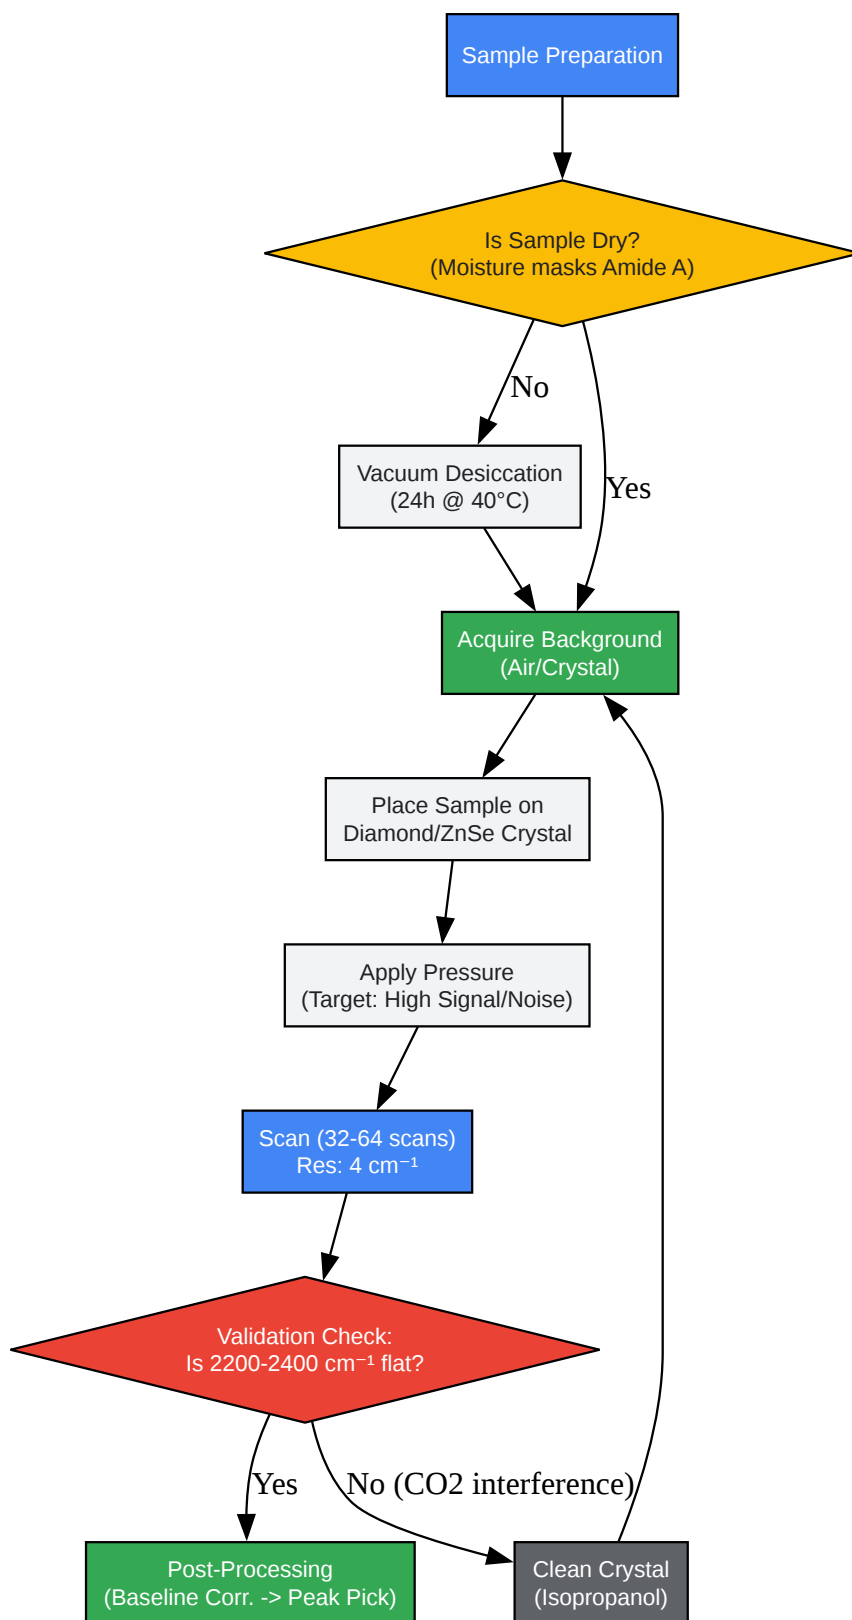 Sample Preparation
Is Sample Dry?
(Moisture masks Amide A)
No
Vacuum Desiccation
(24h @ 40°C)
Yes
Acquire Background
(Air/Crystal)
Place Sample on
Diamond/ZnSe Crystal
Apply Pressure
(Target: High Signal/Noise)
Scan (32-64 scans)
Res: 4 cm⁻¹
Validation Check:
Is 2200-2400 cm⁻¹ flat?
Yes
No (CO2 interference)
Post-Processing
(Baseline Corr. -> Peak Pick)
Clean Crystal
(Isopropanol)